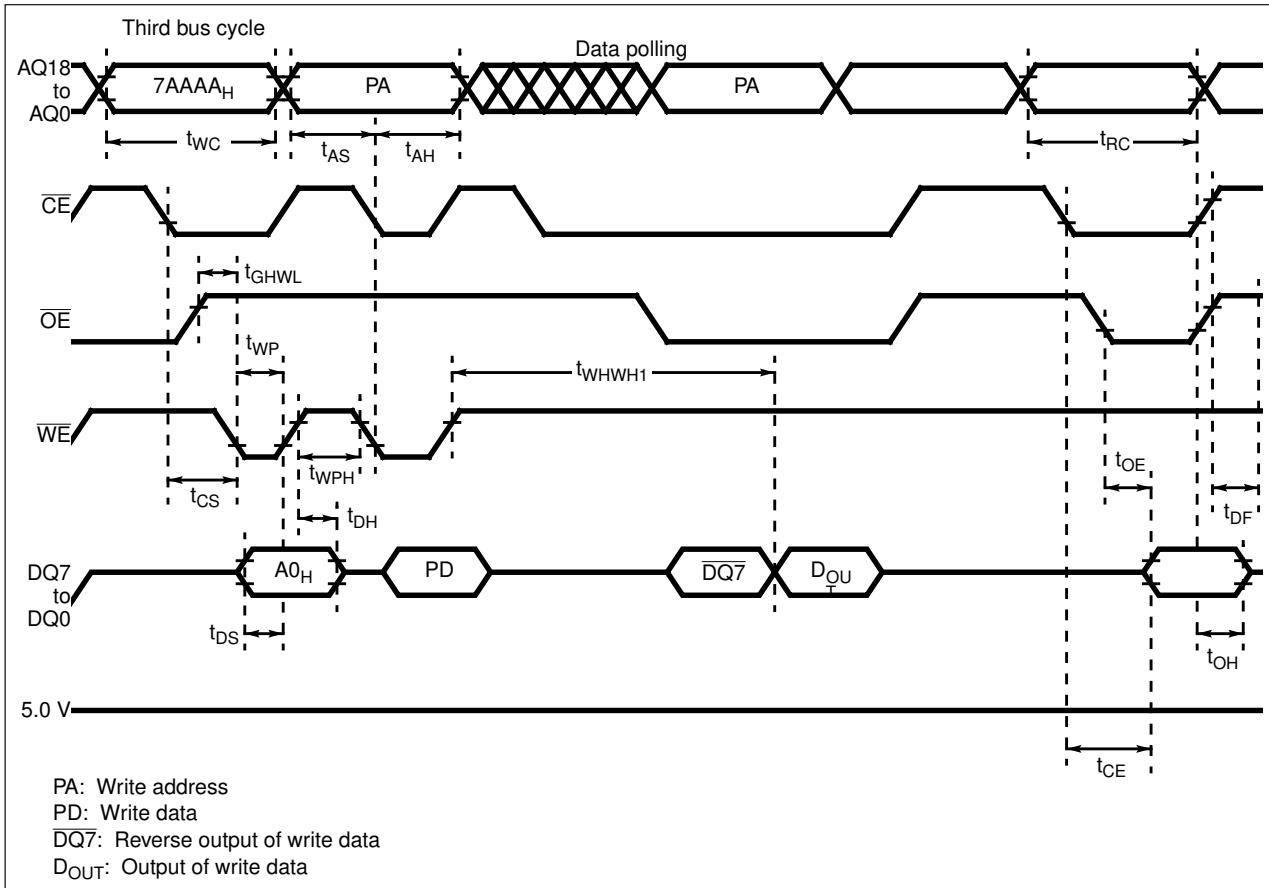 Third bus cycle
Data polling
AQ18
to
AQ0
7AAAAH
PA
PA
tWC
tAS
tAH
tRC
CE
tGHWL
OE
tWP
tWHWH1
WE
tWPH
tOE
tCS
tDH
tDF
DQ7
to
DQ0
A0H
PD
DQ7
DOU
T
tDS
tOH
5.0 V
tCE
PA: Write address
PD: Write data
DQ7: Reverse output of write data
DOUT: Output of write data